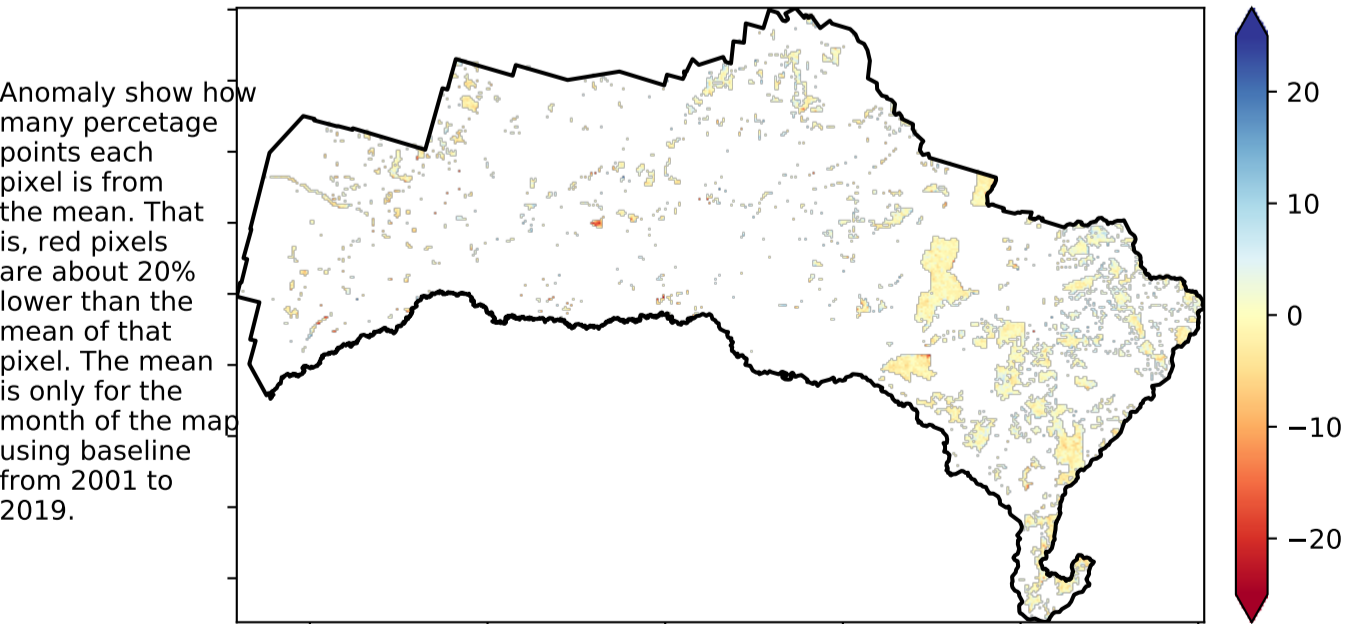 Anomaly show how
many percetage
points each
pixel is from
the mean. That
is, red pixels
are about 20%
lower than the
mean of that
pixel. The mean
is only for the
month of the map
using baseline
from 2001 to
2019.
20
10
0
−10
−20